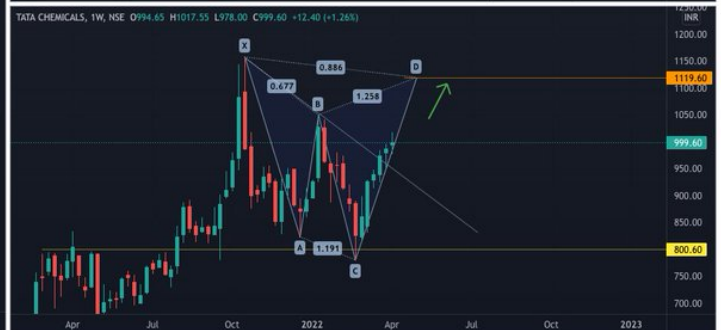 TATA CHEMICALS, 1W, NSE O994.65 H1017.55 L978.00 C999.60 +12.40 (+1.26%)
INR
1200.00
1150.00
X
0.886
D
1119.60
0.677
1.258
1100.00
B
1050.00
999.60
950.00
900.00
850.00
A
1.191
800.60
C
750.00
700.00
Apr
Jul
Oct
2022
Apr
Jul
Oct
2023